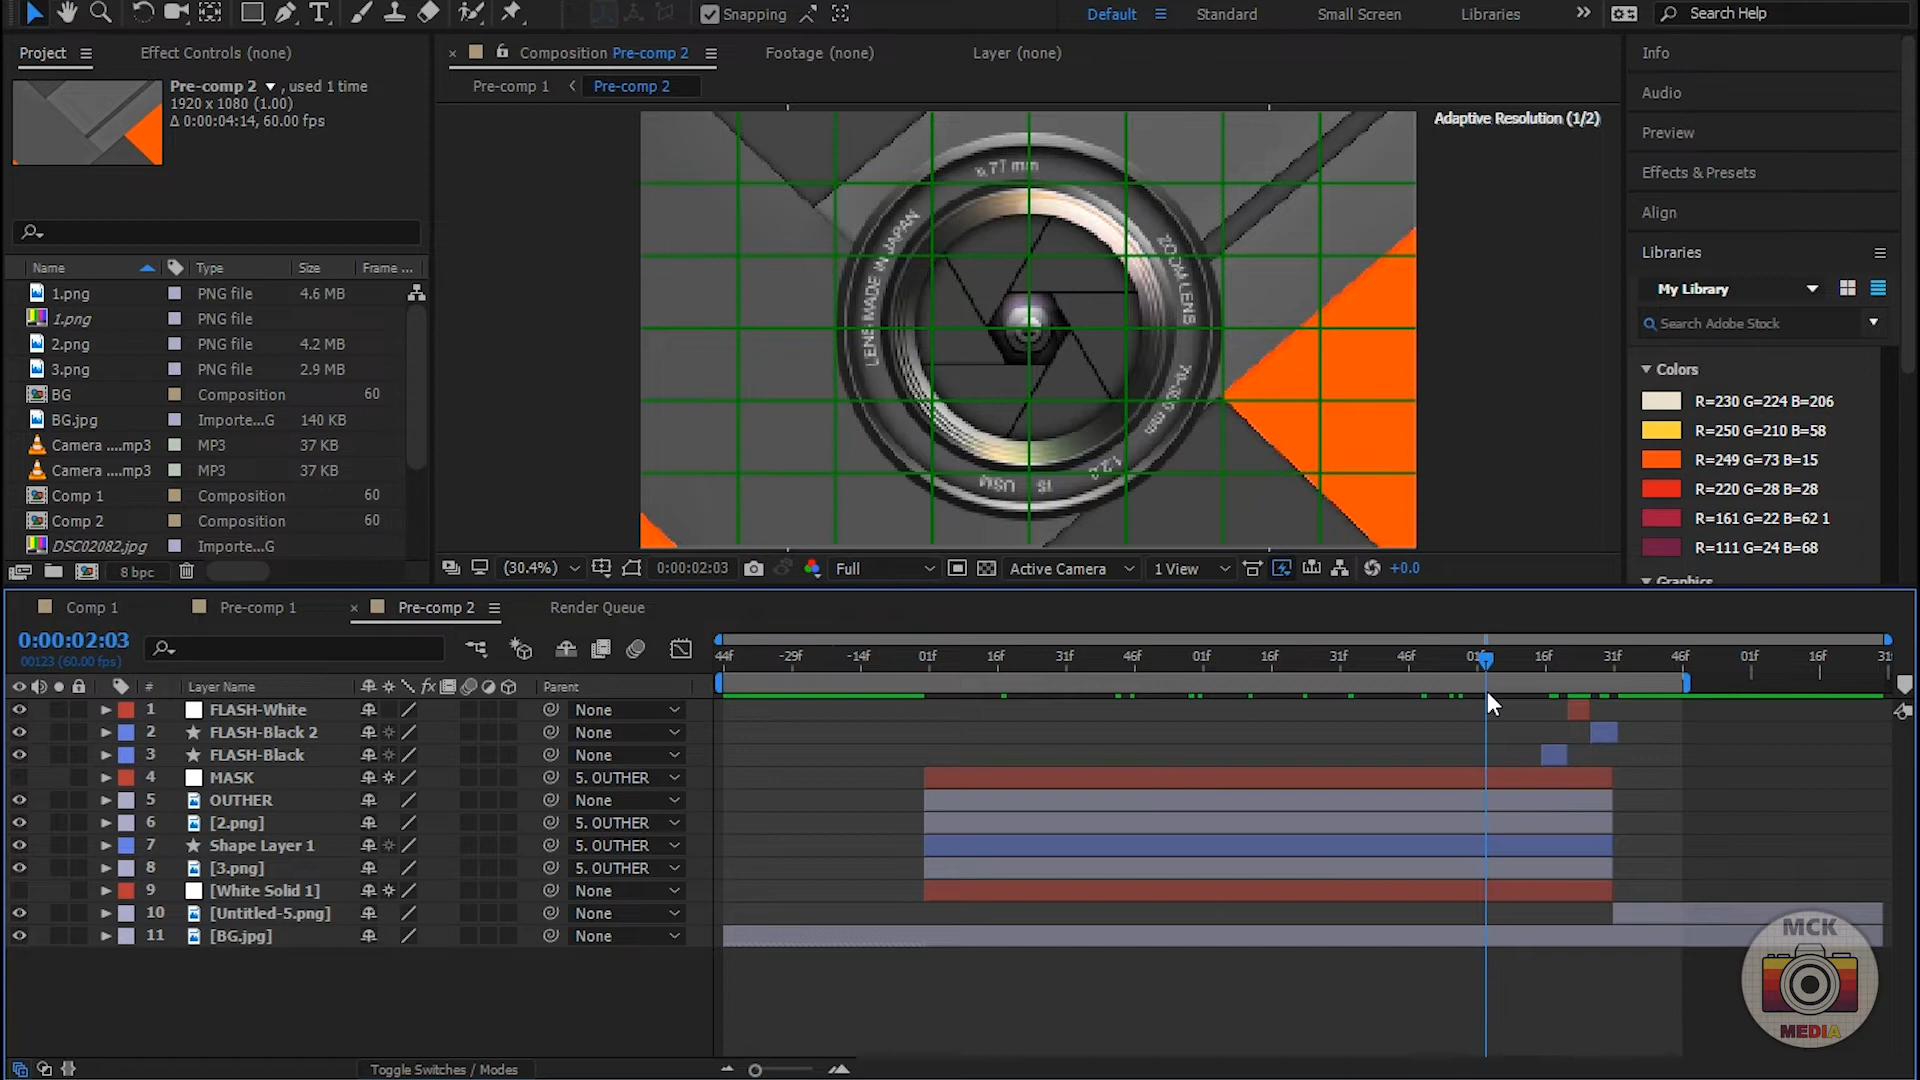 Snapping
Default
Standard
Small Screen
Libraries
Search Help
Project
Effect Controls (none)
Pre-comp 2 , used 1 time
1920 x 1080 (1.00)
Δ 0:00:04:14, 60.00 fps
Composition Pre-comp 2
Footage (none)
Layer (none)
Pre-comp 1
Pre-comp 2
Adaptive Resolution (1/2)
LENS MADE IN JAPAN
ZOOM LENS
Info
Audio
Preview
Effects & Presets
Align
Libraries
My Library
Search Adobe Stock
Colors
R=230 G=224 B=206
R=250 G=210 B=58
R=249 G=73 B=15
R=220 G=28 B=28
R=161 G=22 B=62 1
R=111 G=24 B=68
Graphics
Name Type Size Frame ...
1.png PNG file 4.6 MB
1.png PNG file
2.png PNG file 4.2 MB
3.png PNG file 2.9 MB
BG Composition 60
BG.jpg Importe...G 140 KB
Camera ....mp3 MP3 37 KB
Camera ....mp3 MP3 37 KB
Comp 1 Composition 60
Comp 2 Composition 60
DSC02082.jpg Importe...G
8 bpc
(30.4%) 0:00:02:03 Full Active Camera 1 View +0.0
Comp 1
Pre-comp 1
Pre-comp 2
Render Queue
0:00:02:03
00123 (60.00 fps)
44f -29f -14f 01f 16f 31f 46f 01f 16f 31f 46f 01f 16f 31f 46f 01f 16f 31
# Layer Name fx Parent
1 FLASH-White None
2 FLASH-Black 2 None
3 FLASH-Black None
4 MASK 5. OUTHER
5 OUTHER None
6 [2.png] 5. OUTHER
7 Shape Layer 1 5. OUTHER
8 [3.png] 5. OUTHER
9 [White Solid 1] None
10 [Untitled-5.png] None
11 [BG.jpg] None
MCK
MEDIA
Toggle Switches / Modes